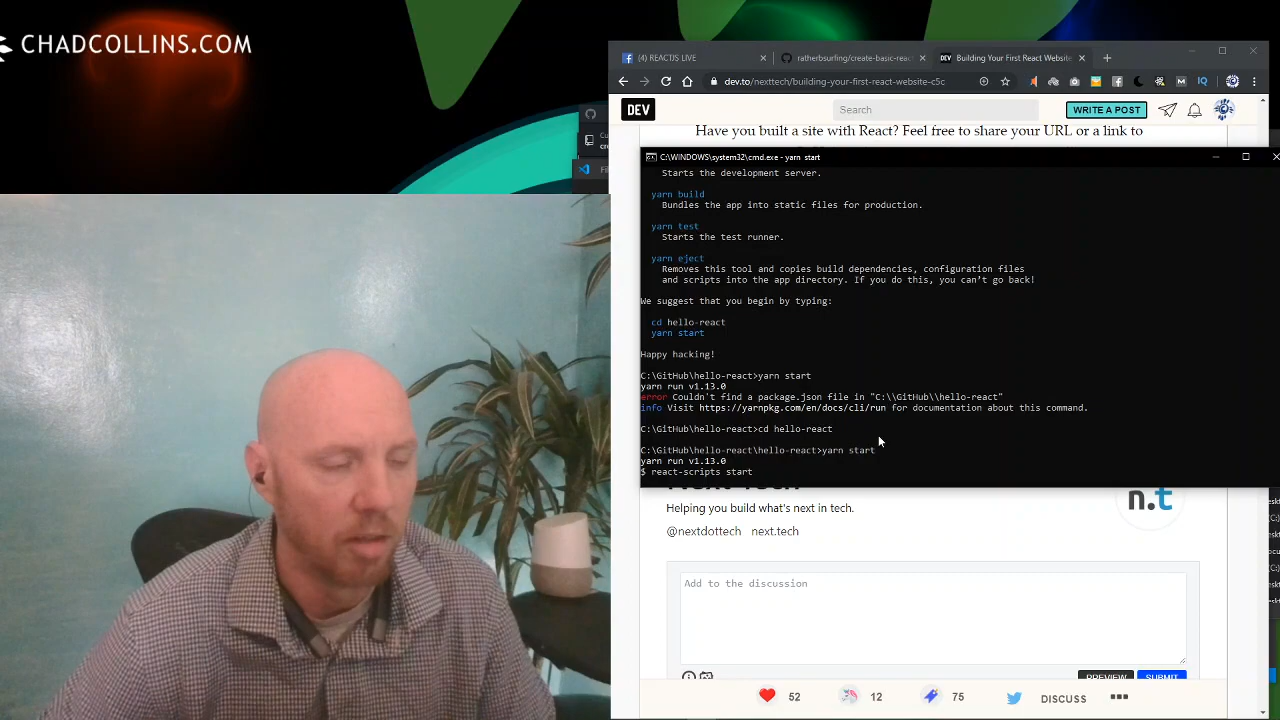 CHADCOLLINS.COM
(4) REACTJS LIVE
ratherbsurfing/create-basic-reac
DEV Building Your First React Website
dev.to/nexttech/building-your-first-react-website-c5c
DEV
Search
WRITE A POST
Have you built a site with React? Feel free to share your URL or a link to
C:\WINDOWS\system32\cmd.exe - yarn start
Starts the development server.
yarn build
Bundles the app into static files for production.
yarn test
Starts the test runner.
yarn eject
Removes this tool and copies build dependencies, configuration files
and scripts into the app directory. If you do this, you can't go back!
We suggest that you begin by typing:
cd hello-react
yarn start
Happy hacking!
C:\GitHub\hello-react>yarn start
yarn run v1.13.0
error Couldn't find a package.json file in "C:\\GitHub\\hello-react"
info Visit https://yarnpkg.com/en/docs/cli/run for documentation about this command.
C:\GitHub\hello-react>cd hello-react
C:\GitHub\hello-react\hello-react>yarn start
yarn run v1.13.0
$ react-scripts start
Next Tech
n.t
Helping you build what's next in tech.
@nextdottech next.tech
Add to the discussion
PREVIEW
SUBMIT
52
12
75
DISCUSS